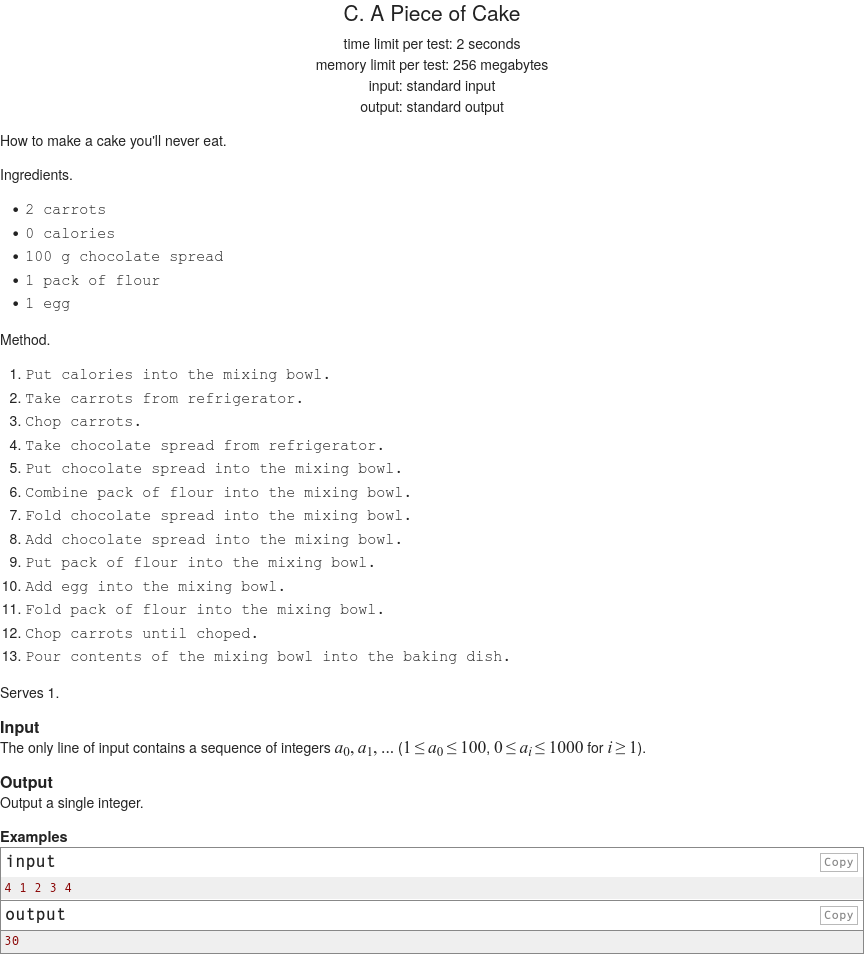 C. A Piece of Cake
time limit per test: 2 seconds
memory limit per test: 256 megabytes
input: standard input
output: standard output
How to make a cake you'll never eat.
Ingredients.
• 2 carrots
• 0 calories
• 100 g chocolate spread
• 1 pack of flour
• 1 egg
Method.
1. Put calories into the mixing bowl.
2. Take carrots from refrigerator.
3. Chop carrots.
4. Take chocolate spread from refrigerator.
5. Put chocolate spread into the mixing bowl.
6. Combine pack of flour into the mixing bowl.
7. Fold chocolate spread into the mixing bowl.
8. Add chocolate spread into the mixing bowl.
9. Put pack of flour into the mixing bowl.
10. Add egg into the mixing bowl.
11. Fold pack of flour into the mixing bowl.
12. Chop carrots until choped.
13. Pour contents of the mixing bowl into the baking dish.
Serves 1.
Input
The only line of input contains a sequence of integers a₀, a₁, ... (1 ≤ a₀ ≤ 100, 0 ≤ aᵢ ≤ 1000 for i ≥ 1).
Output
Output a single integer.
Examples
input Copy
4 1 2 3 4
output Copy
30